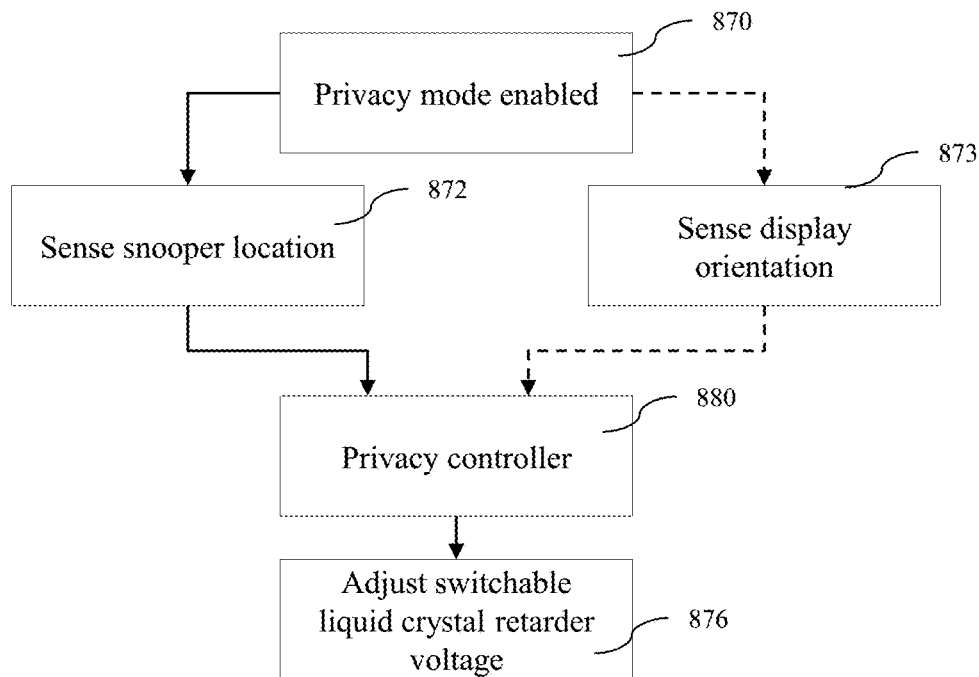 870
Privacy mode enabled
873
872
Sense snooper location
Sense display
orientation
880
Privacy controller
Adjust switchable
liquid crystal retarder
voltage
876